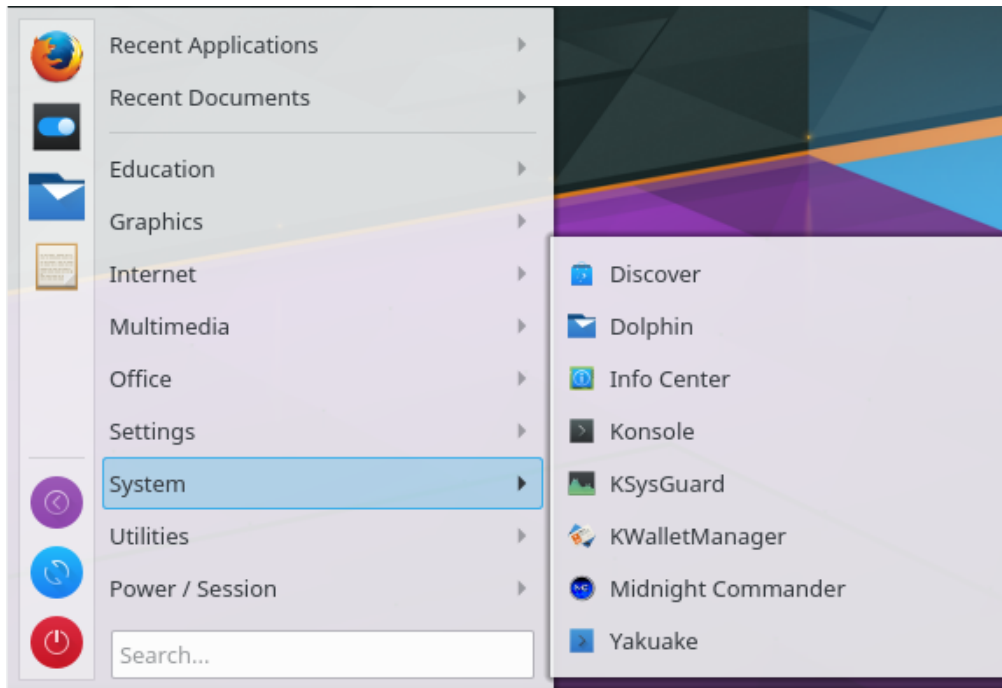 Recent Applications
Recent Documents
Education
Graphics
Internet
Multimedia
Office
Settings
System
Utilities
Power / Session
Search...
Discover
Dolphin
Info Center
Konsole
KSysGuard
KWalletManager
Midnight Commander
Yakuake